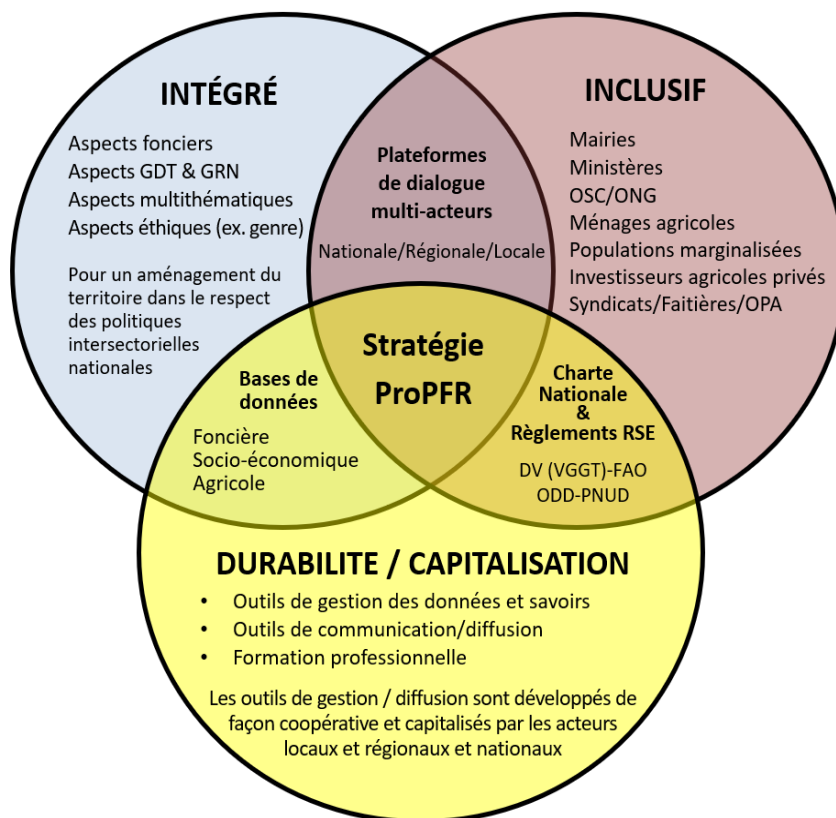 INTÉGRÉ
Aspects fonciers
Aspects GDT & GRN
Aspects multithématiques
Aspects éthiques (ex. genre)
Pour un aménagement du
territoire dans le respect
des politiques
intersectorielles
nationales
Plateformes
de dialogue
multi-acteurs
Nationale/Régionale/Locale
INCLUSIF
Mairies
Ministères
OSC/ONG
Ménages agricoles
Populations marginalisées
Investisseurs agricoles privés
Syndicats/Faitières/OPA
Stratégie
ProPFR
Bases de
données
Foncière
Socio-économique
Agricole
Charte
Nationale
&
Règlements RSE
DV (VGGT)-FAO
ODD-PNUD
DURABILITE / CAPITALISATION
• Outils de gestion des données et savoirs
• Outils de communication/diffusion
• Formation professionnelle
Les outils de gestion / diffusion sont développés de
façon coopérative et capitalisés par les acteurs
locaux et régionaux et nationaux